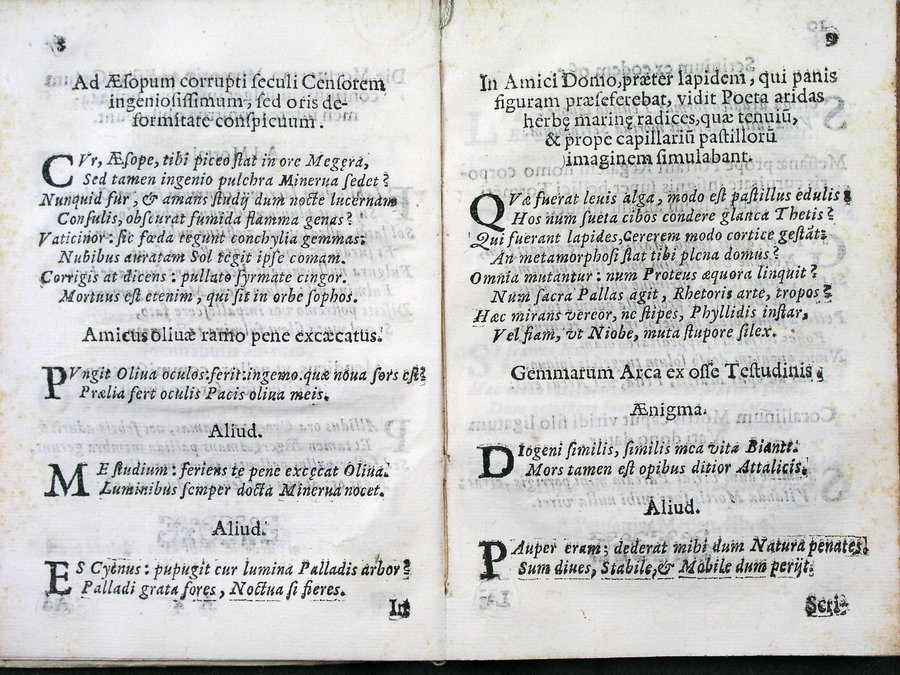 8
Ad Æſopum corrupti ſeculi Cenſorem
ingenioſiſſimum, ſed oris de-
formitate conſpicuum.
CVr, Æſope, tibi piceo ſtat in ore Megera,
Sed tamen ingenio pulchra Minerua ſedet?
Nunquid fur, & amans ſtudy dum nocte lucernam
Conſulis, obſcurat fumida flamma genas?
Vaticinor: ſit fœda tegunt conchylia gemmas:
Nubibus auratam Sol tegit ipſe comam.
Corrigis at dicens: pullato ſyrmate cingor.
Mortuus eſt etenim, qui ſit in orbe ſophos.
Amicus oliuæ ramo pene excæcatus.
PVngit Oliua oculos:ferit:ingemo.quæ noua ſors eſt?
Prælia fert oculis Pacis oliua meis.
Aliud.
ME ſtudium: feriens te pene excęcat Oliua.
Luminibus ſemper docta Minerua nocet.
Aliud.
ES Cycnus: pupugit cur lumina Palladis arbor?
Palladi grata fores, Noctua ſi fieres.
In
9
In Amici Domo, præter lapidem, qui panis
figuram præſeferebat, vidit Poeta aridas
herbę marinę radices, quæ tenuiũ,
& prope capillariũ paſtillorũ
imaginem ſimulabant.
QVæ fuerat leuis alga, modo eſt paſtillus edulis:
Hos num ſueta cibos condere glauca Thetis?
Qui fuerant lapides, Cererem modo cortice geſtãt:
An metamorphoſi ſtat tibi plena domus?
Omnia mutantur: num Proteus æquora linquit?
Num ſacra Pallas agit, Rhetoris arte, tropos?
Hæc mirans vereor, ne ſtipes, Phyllidis inſtar,
Vel fiam, vt Niobe, muta ſtupore ſilex.
Gemmarum Arca ex oſſe Teſtudinis.
Ænigma.
DIogeni ſimilis, ſimilis mea vita Bianti:
Mors tamen eſt opibus ditior Attalicis.
Aliud.
PAuper eram; dederat mihi dum Natura penates.
Sum diues, Stabile, & Mobile dum perijt.
Scri-